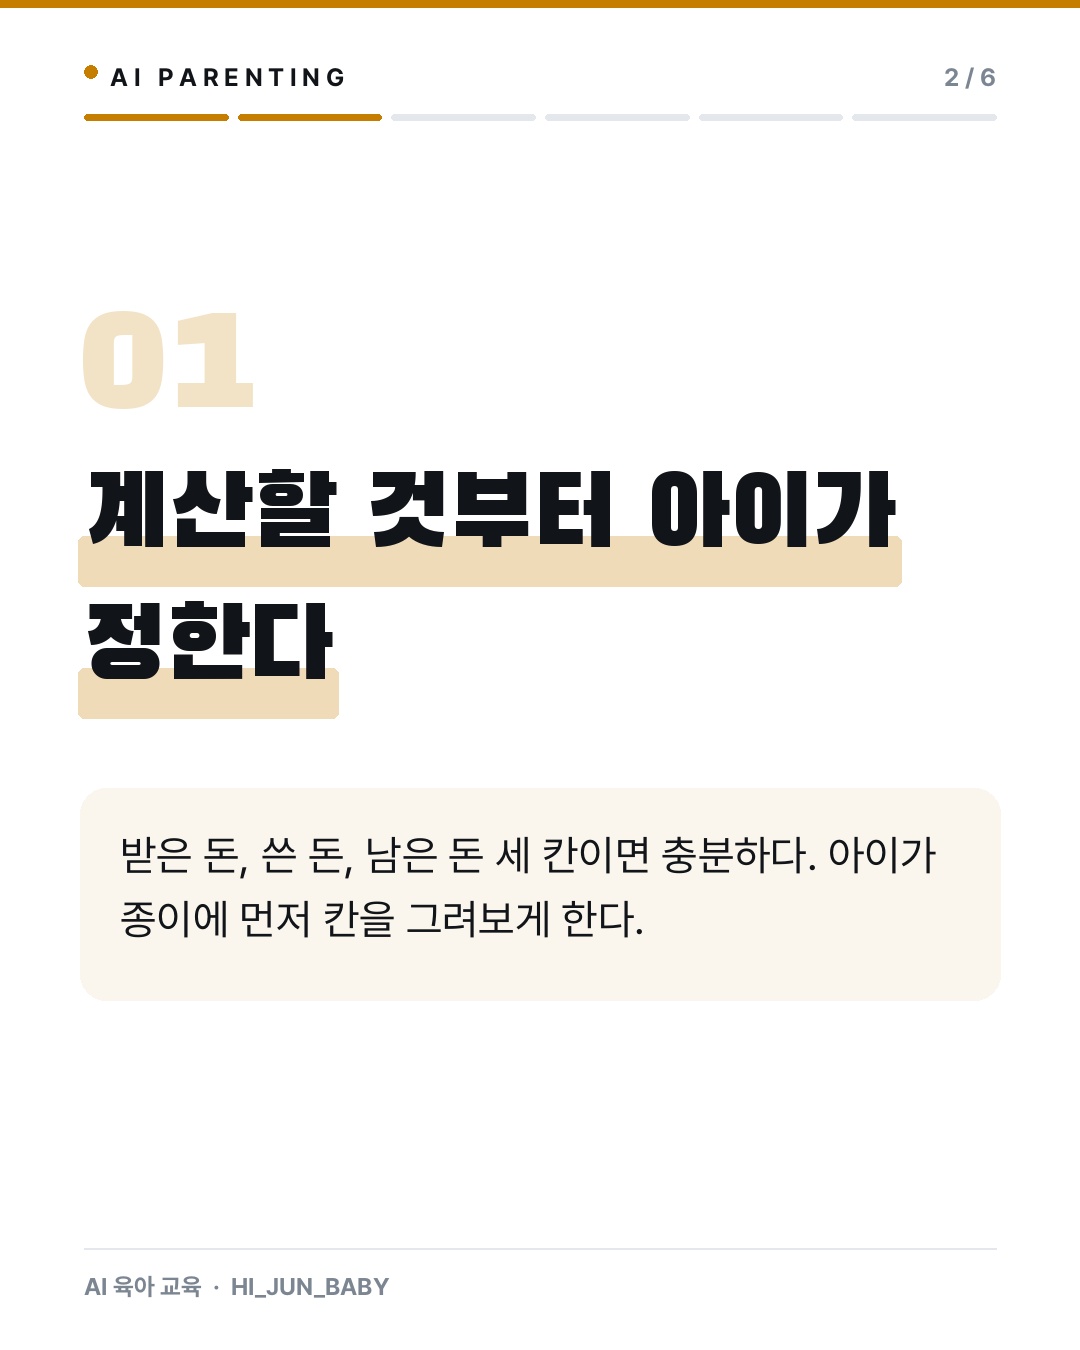 AI PARENTING
2 / 6
01
계산할 것부터 아이가
정한다
받은 돈, 쓴 돈, 남은 돈 세 칸이면 충분하다. 아이가
종이에 먼저 칸을 그려보게 한다.
AI 육아 교육 · HI_JUN_BABY